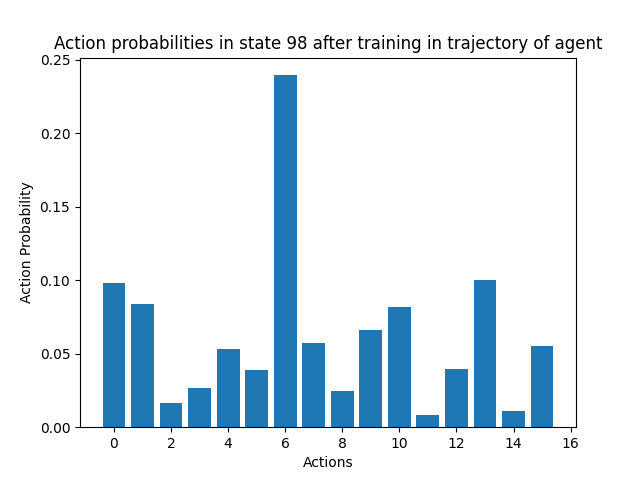 Action probabilities in state 98 after training in trajectory of agent
0.25
0.20
0.15
0.10
0.05
0.00
Action Probability
0 2 4 6 8 10 12 14 16
Actions